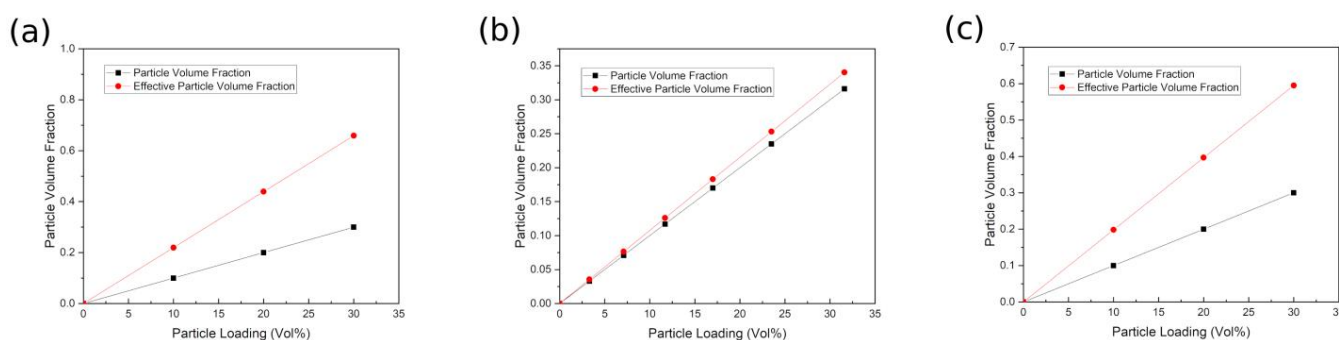 (a)
1.0
0.8
0.6
0.4
0.2
0.0
Particle Volume Fraction
Particle Volume Fraction
Effective Particle Volume Fraction
0 5 10 15 20 25 30 35
Particle Loading (Vol%)
(b)
0.35
0.30
0.25
0.20
0.15
0.10
0.05
0.00
Particle Volume Fraction
Particle Volume Fraction
Effective Particle Volume Fraction
0 5 10 15 20 25 30 35
Particle Loading (Vol%)
(c)
0.7
0.6
0.5
0.4
0.3
0.2
0.1
0.0
Particle Volume Fraction
Particle Volume Fraction
Effective Particle Volume Fraction
0 5 10 15 20 25 30 35
Particle Loading (Vol%)